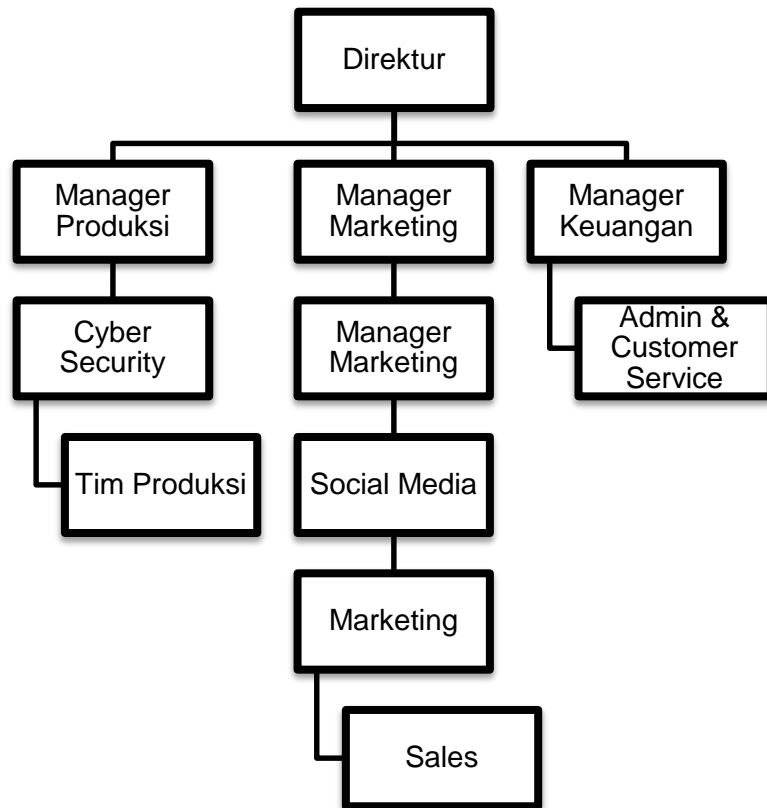 Direktur
Manager
Produksi
Manager
Marketing
Manager
Keuangan
Cyber
Security
Manager
Marketing
Admin &
Customer
Service
Tim Produksi
Social Media
Marketing
Sales